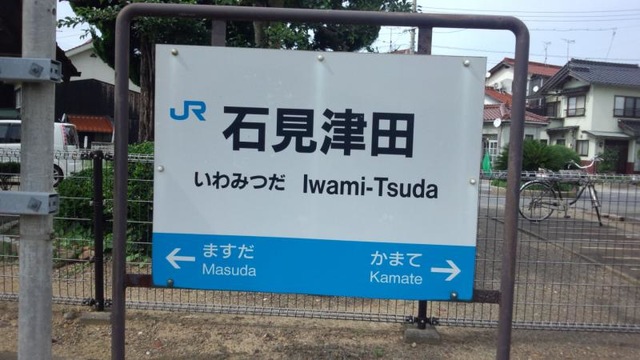 JR 石見津田
いわみつだ Iwami-Tsuda
← ますだ かまて →
Masuda Kamate